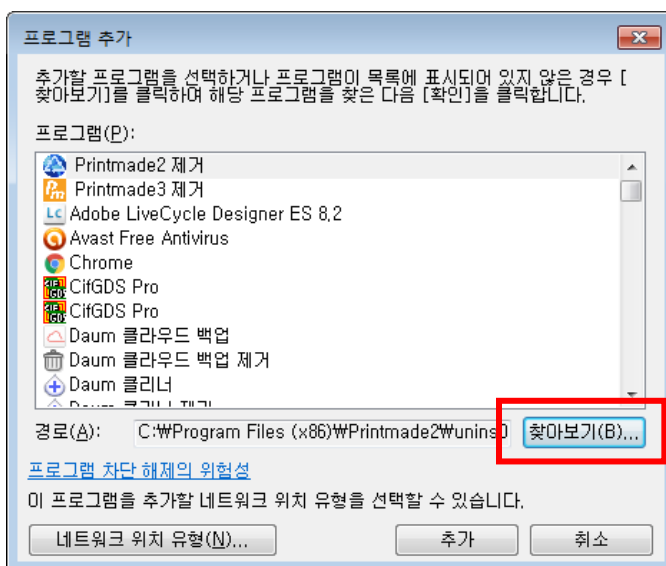 프로그램 추가
추가할 프로그램을 선택하거나 프로그램이 목록에 표시되어 있지 않은 경우 [
찾아보기]를 클릭하여 해당 프로그램을 찾은 다음 [확인]을 클릭합니다.
프로그램(P):
Printmade2 제거
Printmade3 제거
Adobe LiveCycle Designer ES 8.2
Avast Free Antivirus
Chrome
CifGDS Pro
CifGDS Pro
Daum 클라우드 백업
Daum 클라우드 백업 제거
Daum 클리너
Daum 클리너 제거
경로(A): C:₩Program Files (x86)₩Printmade2₩unins0 찾아보기(B)...
프로그램 차단 해제의 위험성
이 프로그램을 추가할 네트워크 위치 유형을 선택할 수 있습니다.
네트워크 위치 유형(N)... 추가 취소